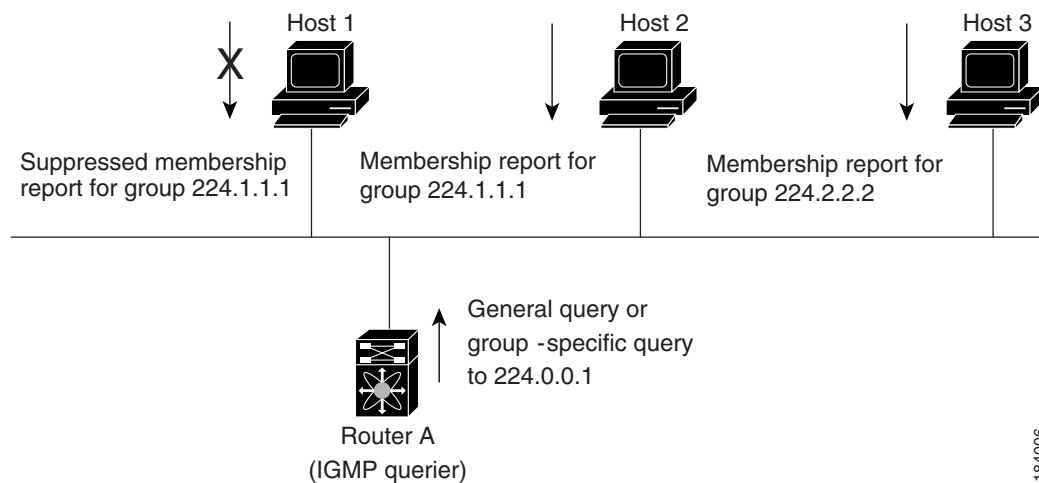 Host 1
Host 2
Host 3
X
Suppressed membership
report for group 224.1.1.1
Membership report for
group 224.1.1.1
Membership report for
group 224.2.2.2
General query or
group -specific query
to 224.0.0.1
Router A
(IGMP querier)